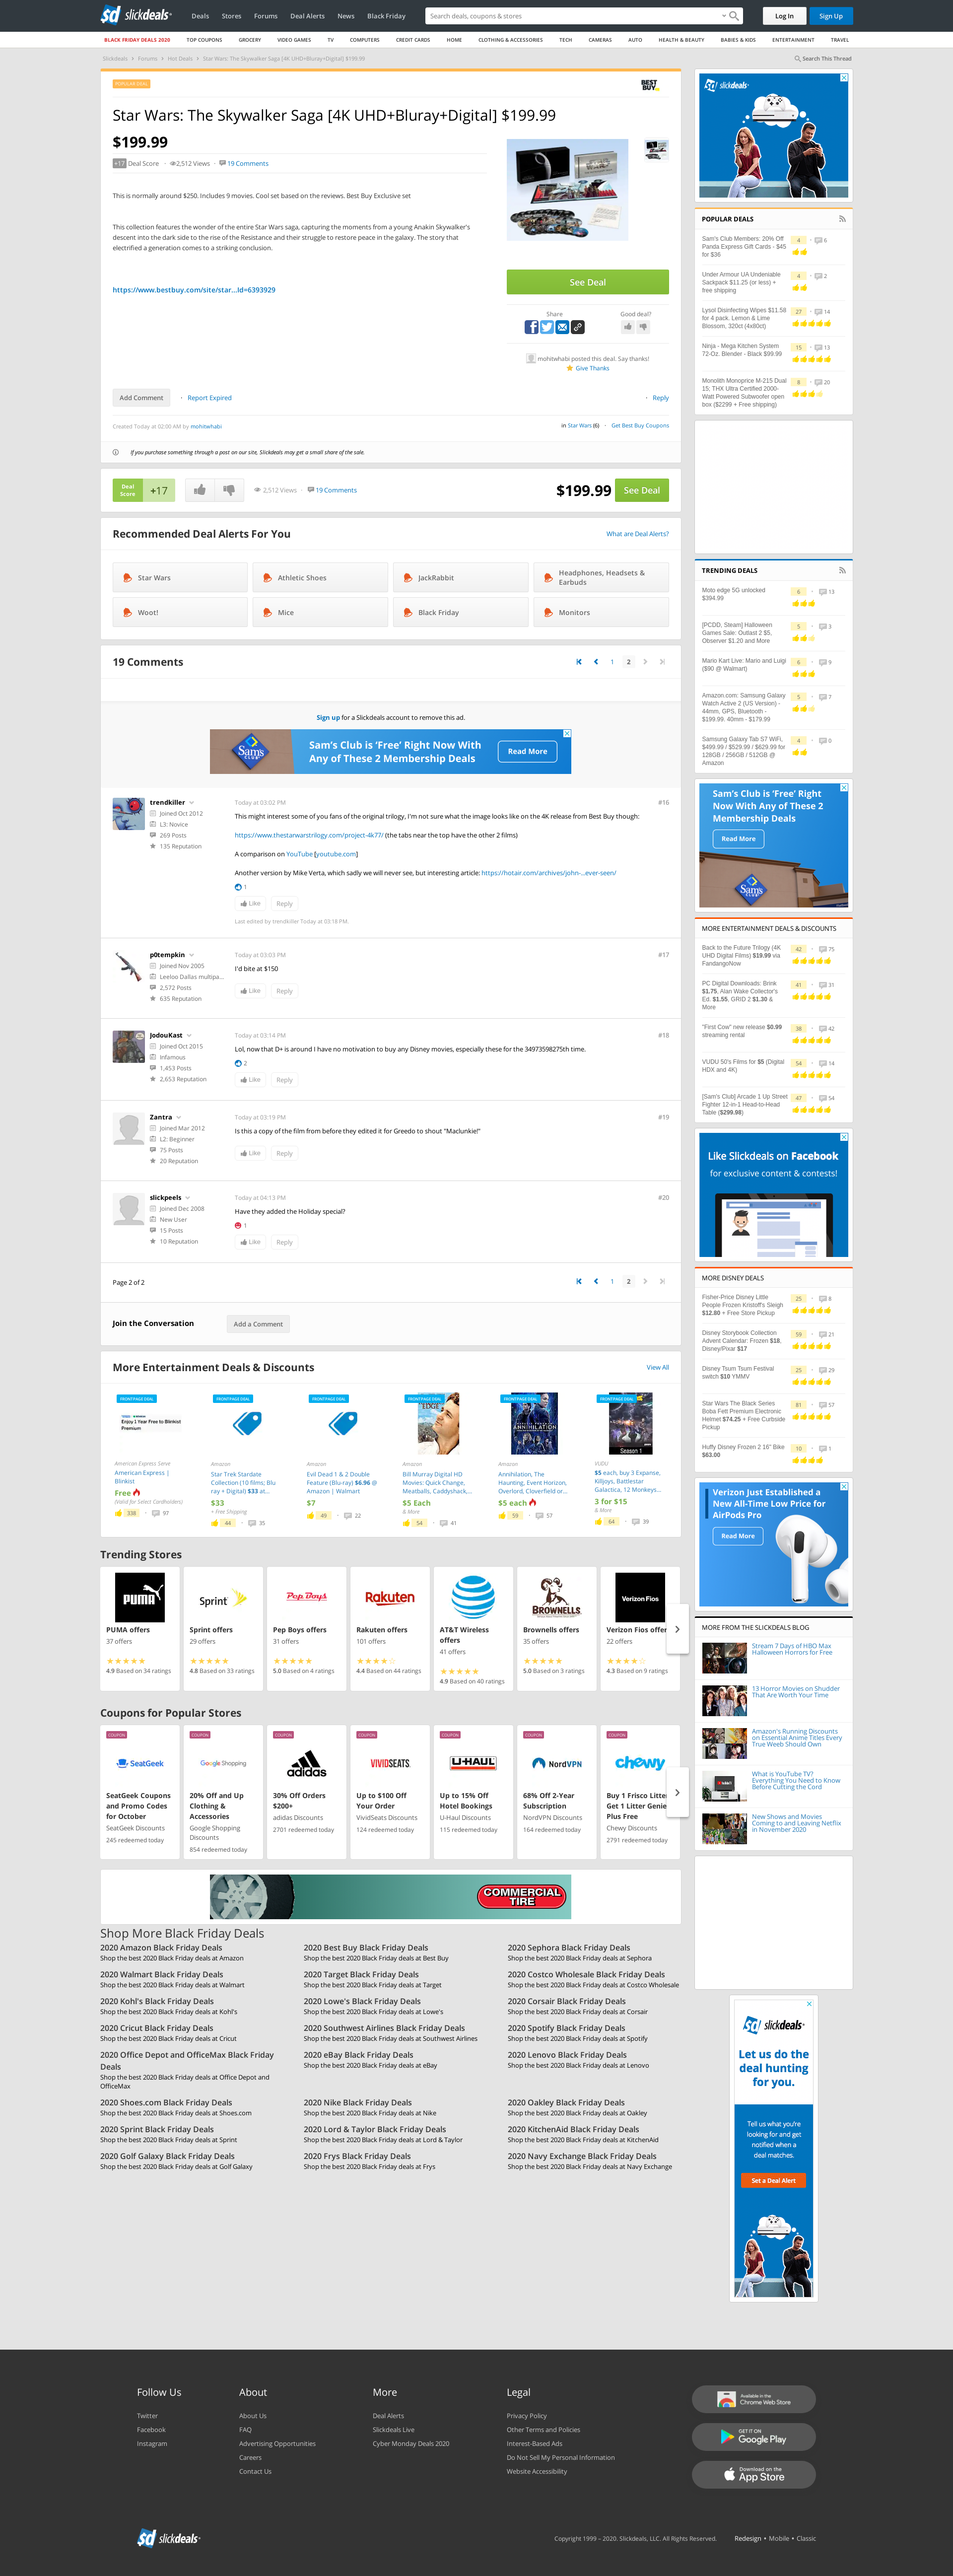 slickdeals
Deals
Stores
Forums
Deal Alerts
News
Black Friday
Search deals, coupons & stores
Log In
Sign Up
BLACK FRIDAY DEALS 2020
TOP COUPONS
GROCERY
VIDEO GAMES
TV
COMPUTERS
CREDIT CARDS
HOME
CLOTHING & ACCESSORIES
TECH
CAMERAS
AUTO
HEALTH & BEAUTY
BABIES & KIDS
ENTERTAINMENT
TRAVEL
Slickdeals
Forums
Hot Deals
Star Wars: The Skywalker Saga [4K UHD+Bluray+Digital] $199.99
Search This Thread
POPULAR DEAL
BEST BUY
Star Wars: The Skywalker Saga [4K UHD+Bluray+Digital] $199.99
$199.99
+17 Deal Score
2,512 Views
19 Comments
This is normally around $250. Includes 9 movies. Cool set based on the reviews. Best Buy Exclusive set
This collection features the wonder of the entire Star Wars saga, capturing the moments from a young Anakin Skywalker's
descent into the dark side to the rise of the Resistance and their struggle to restore peace in the galaxy. The story that
electrified a generation comes to a striking conclusion.
https://www.bestbuy.com/site/star...Id=6393929
See Deal
Share
Good deal?
mohitwhabi posted this deal. Say thanks!
Give Thanks
Add Comment
Report Expired
Reply
Created Today at 02:00 AM by mohitwhabi
in Star Wars (6)
Get Best Buy Coupons
If you purchase something through a post on our site, Slickdeals may get a small share of the sale.
Deal Score
+17
2,512 Views
19 Comments
$199.99
See Deal
Recommended Deal Alerts For You
What are Deal Alerts?
Star Wars
Athletic Shoes
JackRabbit
Headphones, Headsets & Earbuds
Woot!
Mice
Black Friday
Monitors
19 Comments
1
2
Sign up for a Slickdeals account to remove this ad.
Sam's CLUB
Sam's Club is 'Free' Right Now With
Any of These 2 Membership Deals
Read More
trendkiller
Joined Oct 2012
L3: Novice
269 Posts
135 Reputation
Today at 03:02 PM
#16
This might interest some of you fans of the original trilogy, I'm not sure what the image looks like on the 4K release from Best Buy though:
https://www.thestarwarstrilogy.com/project-4k77/ (the tabs near the top have the other 2 films)
A comparison on YouTube [youtube.com]
Another version by Mike Verta, which sadly we will never see, but interesting article: https://hotair.com/archives/john-...ever-seen/
1
Like
Reply
Last edited by trendkiller Today at 03:18 PM.
p0tempkin
Joined Nov 2005
Leeloo Dallas multipa...
2,572 Posts
635 Reputation
Today at 03:03 PM
#17
I'd bite at $150
Like
Reply
JodouKast
Joined Oct 2015
Infamous
1,453 Posts
2,653 Reputation
Today at 03:14 PM
#18
Lol, now that D+ is around I have no motivation to buy any Disney movies, especially these for the 34973598275th time.
2
Like
Reply
Zantra
Joined Mar 2012
L2: Beginner
75 Posts
20 Reputation
Today at 03:19 PM
#19
Is this a copy of the film from before they edited it for Greedo to shout "Maclunkie!"
Like
Reply
slickpeels
Joined Dec 2008
New User
15 Posts
10 Reputation
Today at 04:13 PM
#20
Have they added the Holiday special?
1
Like
Reply
Page 2 of 2
1
2
Join the Conversation
Add a Comment
More Entertainment Deals & Discounts
View All
FRONTPAGE DEAL
Enjoy 1 Year Free to Blinkist
Premium
American Express Serve
American Express |
Blinkist
Free
(Valid for Select Cardholders)
338
97
FRONTPAGE DEAL
Amazon
Star Trek Stardate
Collection (10 films; Blu
ray + Digital) $33 at...
$33
+ Free Shipping
44
35
FRONTPAGE DEAL
Amazon
Evil Dead 1 & 2 Double
Feature (Blu-ray) $6.96 @
Amazon | Walmart
$7
49
22
FRONTPAGE DEAL
EDGE
Amazon
Bill Murray Digital HD
Movies: Quick Change,
Meatballs, Caddyshack,...
$5 Each
& More
54
41
FRONTPAGE DEAL
ANNIHILATION
Amazon
Annihilation, The
Haunting, Event Horizon,
Overlord, Cloverfield or...
$5 each
59
57
FRONTPAGE DEAL
Season 1
VUDU
$5 each, buy 3 Expanse,
Killjoys, Battlestar
Galactica, 12 Monkeys...
3 for $15
& More
64
39
Trending Stores
PUMA
PUMA offers
37 offers
4.9 Based on 34 ratings
Sprint
Sprint offers
29 offers
4.8 Based on 33 ratings
Pep Boys
Pep Boys offers
31 offers
5.0 Based on 4 ratings
Rakuten
Rakuten offers
101 offers
4.4 Based on 44 ratings
AT&T Wireless
offers
41 offers
4.9 Based on 40 ratings
BROWNELLS
Brownells offers
35 offers
5.0 Based on 3 ratings
Verizon Fios
Verizon Fios offer
22 offers
4.3 Based on 9 ratings
Coupons for Popular Stores
COUPON
SeatGeek
SeatGeek Coupons
and Promo Codes
for October
SeatGeek Discounts
245 redeemed today
COUPON
Google Shopping
20% Off and Up
Clothing &
Accessories
Google Shopping
Discounts
854 redeemed today
COUPON
adidas
30% Off Orders
$200+
adidas Discounts
2701 redeemed today
COUPON
VIVIDSEATS
Up to $100 Off
Your Order
VividSeats Discounts
124 redeemed today
COUPON
U-HAUL
Up to 15% Off
Hotel Bookings
U-Haul Discounts
115 redeemed today
COUPON
NordVPN
68% Off 2-Year
Subscription
NordVPN Discounts
164 redeemed today
COUPON
chewy
Buy 1 Frisco Litter
Get 1 Litter Genie
Plus Free
Chewy Discounts
2791 redeemed today
COMMERCIAL
TIRE
Shop More Black Friday Deals
2020 Amazon Black Friday Deals
Shop the best 2020 Black Friday deals at Amazon
2020 Best Buy Black Friday Deals
Shop the best 2020 Black Friday deals at Best Buy
2020 Sephora Black Friday Deals
Shop the best 2020 Black Friday deals at Sephora
2020 Walmart Black Friday Deals
Shop the best 2020 Black Friday deals at Walmart
2020 Target Black Friday Deals
Shop the best 2020 Black Friday deals at Target
2020 Costco Wholesale Black Friday Deals
Shop the best 2020 Black Friday deals at Costco Wholesale
2020 Kohl's Black Friday Deals
Shop the best 2020 Black Friday deals at Kohl's
2020 Lowe's Black Friday Deals
Shop the best 2020 Black Friday deals at Lowe's
2020 Corsair Black Friday Deals
Shop the best 2020 Black Friday deals at Corsair
2020 Cricut Black Friday Deals
Shop the best 2020 Black Friday deals at Cricut
2020 Southwest Airlines Black Friday Deals
Shop the best 2020 Black Friday deals at Southwest Airlines
2020 Spotify Black Friday Deals
Shop the best 2020 Black Friday deals at Spotify
2020 Office Depot and OfficeMax Black Friday
Deals
Shop the best 2020 Black Friday deals at Office Depot and
OfficeMax
2020 eBay Black Friday Deals
Shop the best 2020 Black Friday deals at eBay
2020 Lenovo Black Friday Deals
Shop the best 2020 Black Friday deals at Lenovo
2020 Shoes.com Black Friday Deals
Shop the best 2020 Black Friday deals at Shoes.com
2020 Nike Black Friday Deals
Shop the best 2020 Black Friday deals at Nike
2020 Oakley Black Friday Deals
Shop the best 2020 Black Friday deals at Oakley
2020 Sprint Black Friday Deals
Shop the best 2020 Black Friday deals at Sprint
2020 Lord & Taylor Black Friday Deals
Shop the best 2020 Black Friday deals at Lord & Taylor
2020 KitchenAid Black Friday Deals
Shop the best 2020 Black Friday deals at KitchenAid
2020 Golf Galaxy Black Friday Deals
Shop the best 2020 Black Friday deals at Golf Galaxy
2020 Frys Black Friday Deals
Shop the best 2020 Black Friday deals at Frys
2020 Navy Exchange Black Friday Deals
Shop the best 2020 Black Friday deals at Navy Exchange
slickdeals
POPULAR DEALS
Sam's Club Members: 20% Off
Panda Express Gift Cards - $45
for $36
4
6
Under Armour UA Undeniable
Sackpack $11.25 (or less) +
free shipping
4
2
Lysol Disinfecting Wipes $11.58
for 4 pack. Lemon & Lime
Blossom, 320ct (4x80ct)
27
14
Ninja - Mega Kitchen System
72-Oz. Blender - Black $99.99
15
13
Monolith Monoprice M-215 Dual
15; THX Ultra Certified 2000-
Watt Powered Subwoofer open
box ($2299 + Free shipping)
8
20
TRENDING DEALS
Moto edge 5G unlocked
$394.99
6
13
[PCDD, Steam] Halloween
Games Sale: Outlast 2 $5,
Observer $1.20 and More
5
3
Mario Kart Live: Mario and Luigi
($90 @ Walmart)
6
9
Amazon.com: Samsung Galaxy
Watch Active 2 (US Version) -
44mm, GPS, Bluetooth -
$199.99. 40mm - $179.99
5
7
Samsung Galaxy Tab S7 WiFi,
$499.99 / $529.99 / $629.99 for
128GB / 256GB / 512GB @
Amazon
4
0
Sam's Club is 'Free' Right
Now With Any of These 2
Membership Deals
Read More
Sam's CLUB
MORE ENTERTAINMENT DEALS & DISCOUNTS
Back to the Future Trilogy (4K
UHD Digital Films) $19.99 via
FandangoNow
42
75
PC Digital Downloads: Brink
$1.75, Alan Wake Collector's
Ed. $1.55, GRID 2 $1.30 &
More
41
31
"First Cow" new release $0.99
streaming rental
38
42
VUDU 50's Films for $5 (Digital
HDX and 4K)
54
14
[Sam's Club] Arcade 1 Up Street
Fighter 12-in-1 Head-to-Head
Table ($299.98)
47
54
Like Slickdeals on Facebook
for exclusive content & contests!
MORE DISNEY DEALS
Fisher-Price Disney Little
People Frozen Kristoff's Sleigh
$12.80 + Free Store Pickup
25
8
Disney Storybook Collection
Advent Calendar: Frozen $18,
Disney/Pixar $17
59
21
Disney Tsum Tsum Festival
switch $10 YMMV
25
29
Star Wars The Black Series
Boba Fett Premium Electronic
Helmet $74.25 + Free Curbside
Pickup
81
57
Huffy Disney Frozen 2 16" Bike
$63.00
10
1
Verizon Just Established a
New All-Time Low Price for
AirPods Pro
Read More
MORE FROM THE SLICKDEALS BLOG
Stream 7 Days of HBO Max
Halloween Horrors for Free
13 Horror Movies on Shudder
That Are Worth Your Time
Amazon's Running Discounts
on Essential Anime Titles Every
True Weeb Should Own
What is YouTube TV?
Everything You Need to Know
Before Cutting the Cord
New Shows and Movies
Coming to and Leaving Netflix
in November 2020
slickdeals
Let us do the
deal hunting
for you.
Tell us what you're
looking for and get
notified when a
deal matches.
Set a Deal Alert
Follow Us
Twitter
Facebook
Instagram
About
About Us
FAQ
Advertising Opportunities
Careers
Contact Us
More
Deal Alerts
Slickdeals Live
Cyber Monday Deals 2020
Legal
Privacy Policy
Other Terms and Policies
Interest-Based Ads
Do Not Sell My Personal Information
Website Accessibility
Available in the
Chrome Web Store
GET IT ON
Google Play
Download on the
App Store
slickdeals
Copyright 1999 - 2020. Slickdeals, LLC. All Rights Reserved.
Redesign • Mobile • Classic